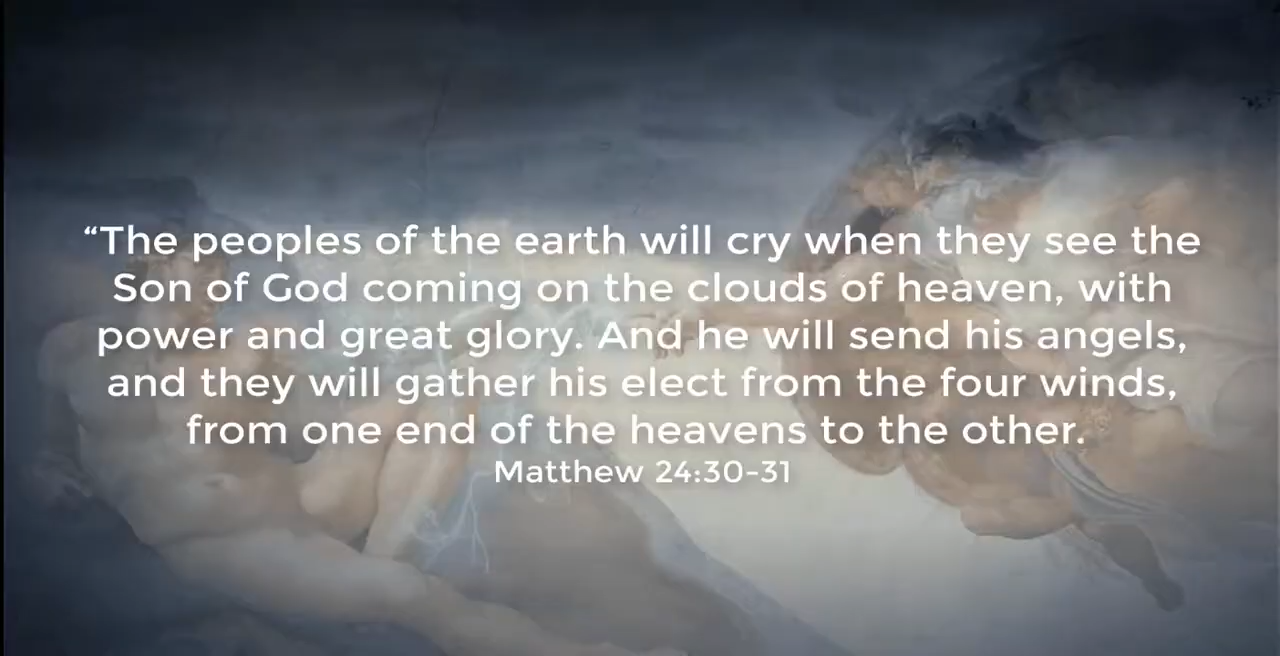 “The peoples of the earth will cry when they see the
Son of God coming on the clouds of heaven, with
power and great glory. And he will send his angels,
and they will gather his elect from the four winds,
from one end of the heavens to the other.
Matthew 24:30-31